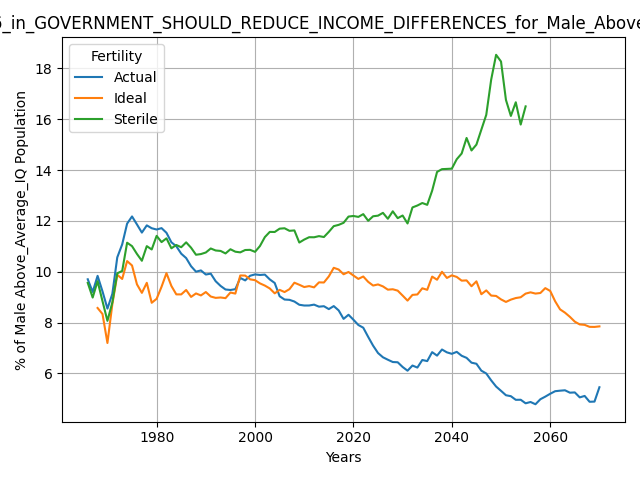 _in_GOVERNMENT_SHOULD_REDUCE_INCOME_DIFFERENCES_for_Male_Above
Fertility
Actual
Ideal
Sterile
% of Male Above_Average_IQ Population
18
16
14
12
10
8
6
1980
2000
2020
2040
2060
Years